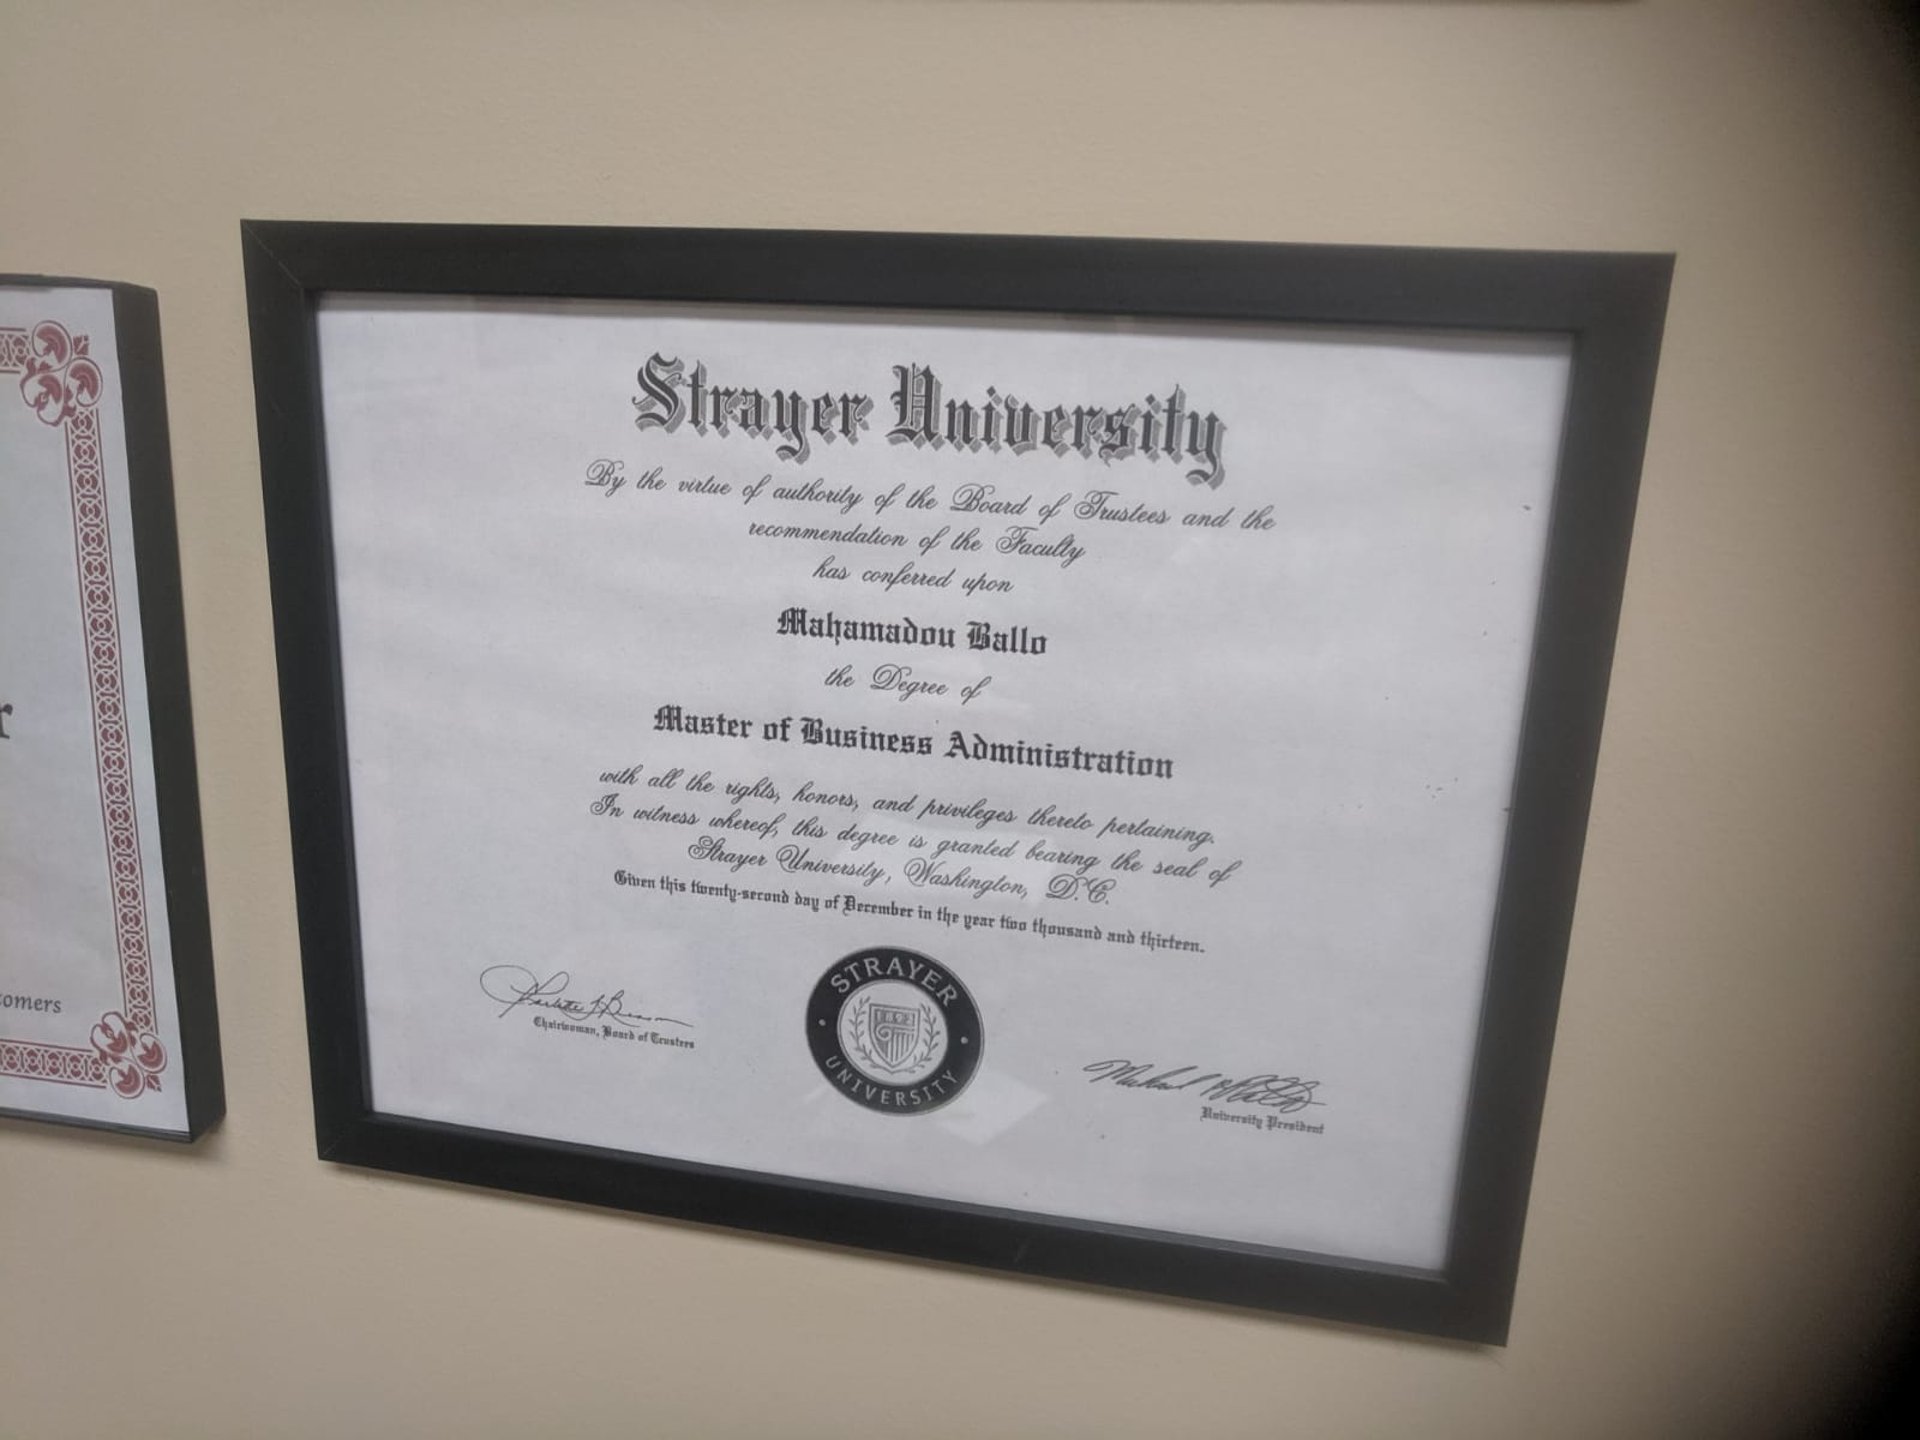 Strayer University
By the virtue of authority of the Board of Trustees and the
recommendation of the Faculty
has conferred upon
Mahamadou Ballo
the Degree of
Master of Business Administration
with all the rights, honors, and privileges thereto pertaining.
In witness whereof, this degree is granted bearing the seal of
Strayer University, Washington, D.C.
Given this twenty-second day of December in the year two thousand and thirteen.
Chairwoman, Board of Trustees
STRAYER
1892
UNIVERSITY
University President
r
omers